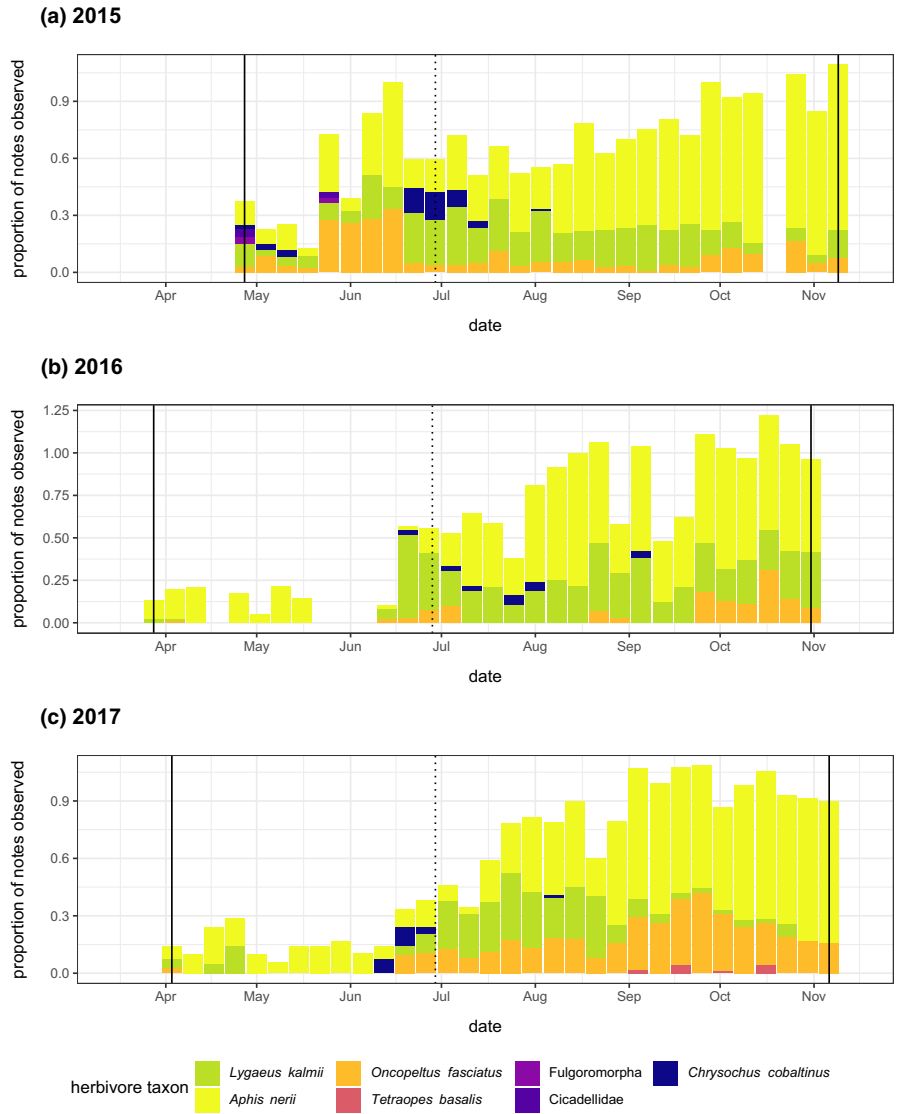 (a) 2015
proportion of notes observed
0.9
0.6
0.3
0.0
Apr May Jun Jul Aug Sep Oct Nov
date
(b) 2016
proportion of notes observed
1.25
1.00
0.75
0.50
0.25
0.00
Apr May Jun Jul Aug Sep Oct Nov
date
(c) 2017
proportion of notes observed
0.9
0.6
0.3
0.0
Apr May Jun Jul Aug Sep Oct Nov
date
herbivore taxon
Lygaeus kalmii Oncopeltus fasciatus Fulgoromorpha Chrysochus cobaltinus
Aphis nerii Tetraopes basalis Cicadellidae